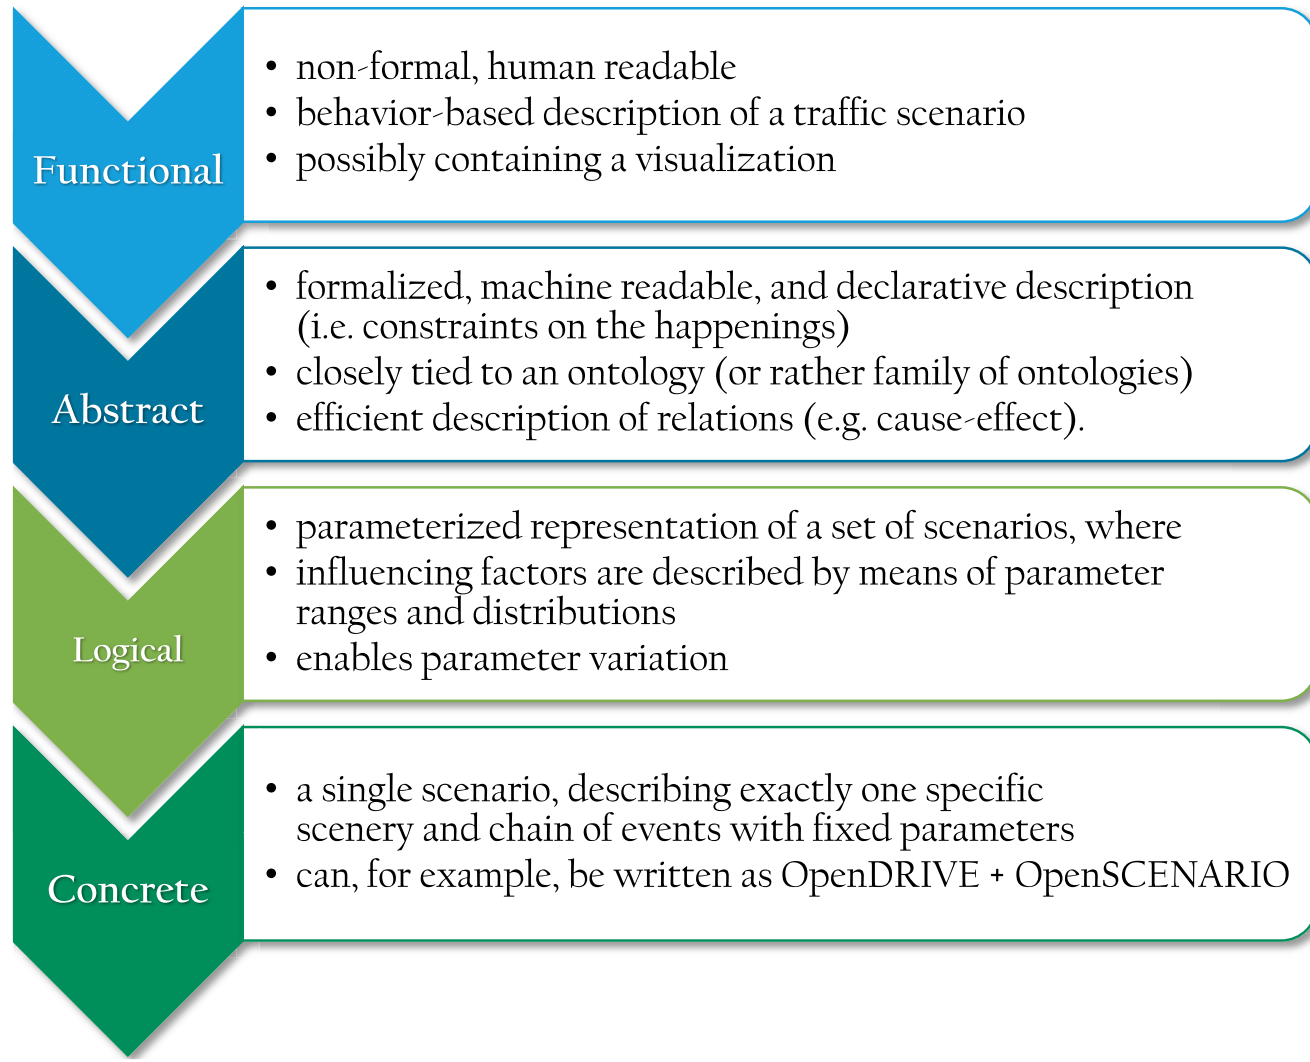 Functional
• non-formal, human readable
• behavior-based description of a traffic scenario
• possibly containing a visualization
Abstract
• formalized, machine readable, and declarative description
(i.e. constraints on the happenings)
• closely tied to an ontology (or rather family of ontologies)
• efficient description of relations (e.g. cause-effect).
Logical
• parameterized representation of a set of scenarios, where
• influencing factors are described by means of parameter
ranges and distributions
• enables parameter variation
Concrete
• a single scenario, describing exactly one specific
scenery and chain of events with fixed parameters
• can, for example, be written as OpenDRIVE + OpenSCENARIO